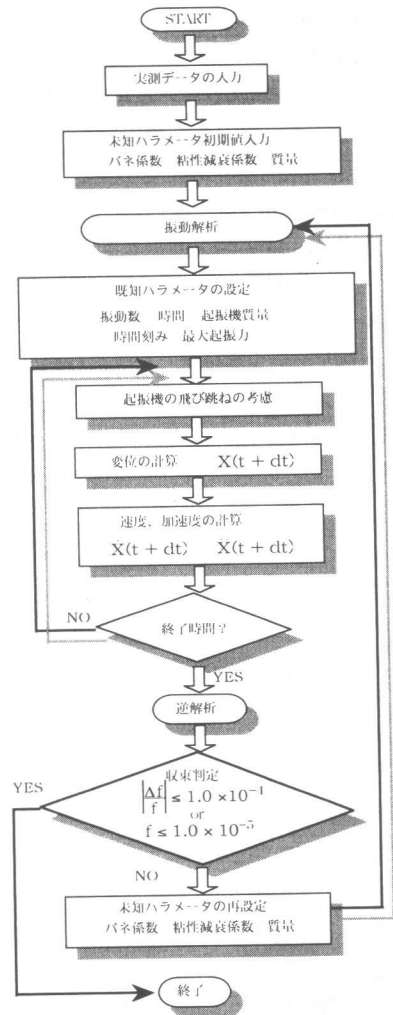 START
実測データの入力
未知パラメータ初期値入力
バネ係数 粘性減衰係数 質量
振動解析
既知パラメータの設定
振動数 時間 起振機質量
時間刻み 最大起振力
起振機の飛び跳ねの考慮
変位の計算 X(t + dt)
速度、加速度の計算
Ẋ(t + dt) Ẍ(t + dt)
NO
終了時間?
YES
逆解析
YES
収束判定
|Δf/f| ≤ 1.0 ×10⁻⁴
or
f ≤ 1.0 × 10⁻⁵
NO
未知パラメータの再設定
バネ係数 粘性減衰係数 質量
終了